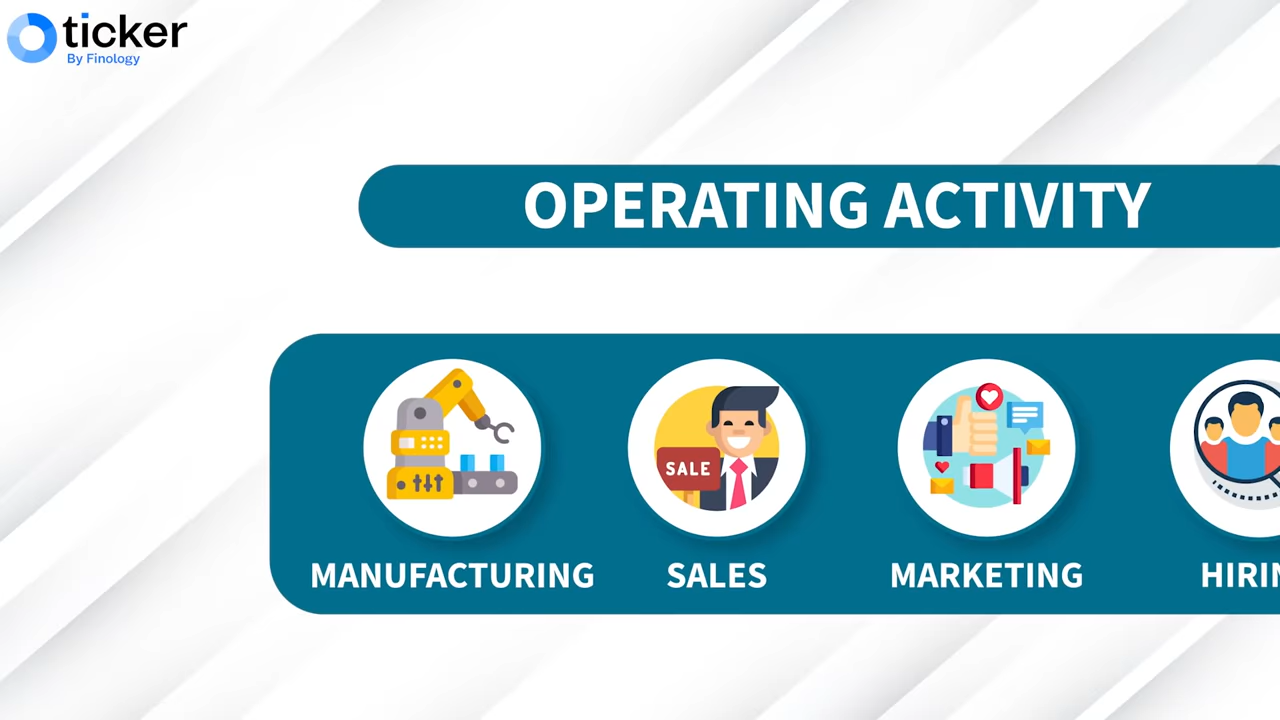 ticker
By Finology
OPERATING ACTIVITY
SALE
MANUFACTURING
SALES
MARKETING